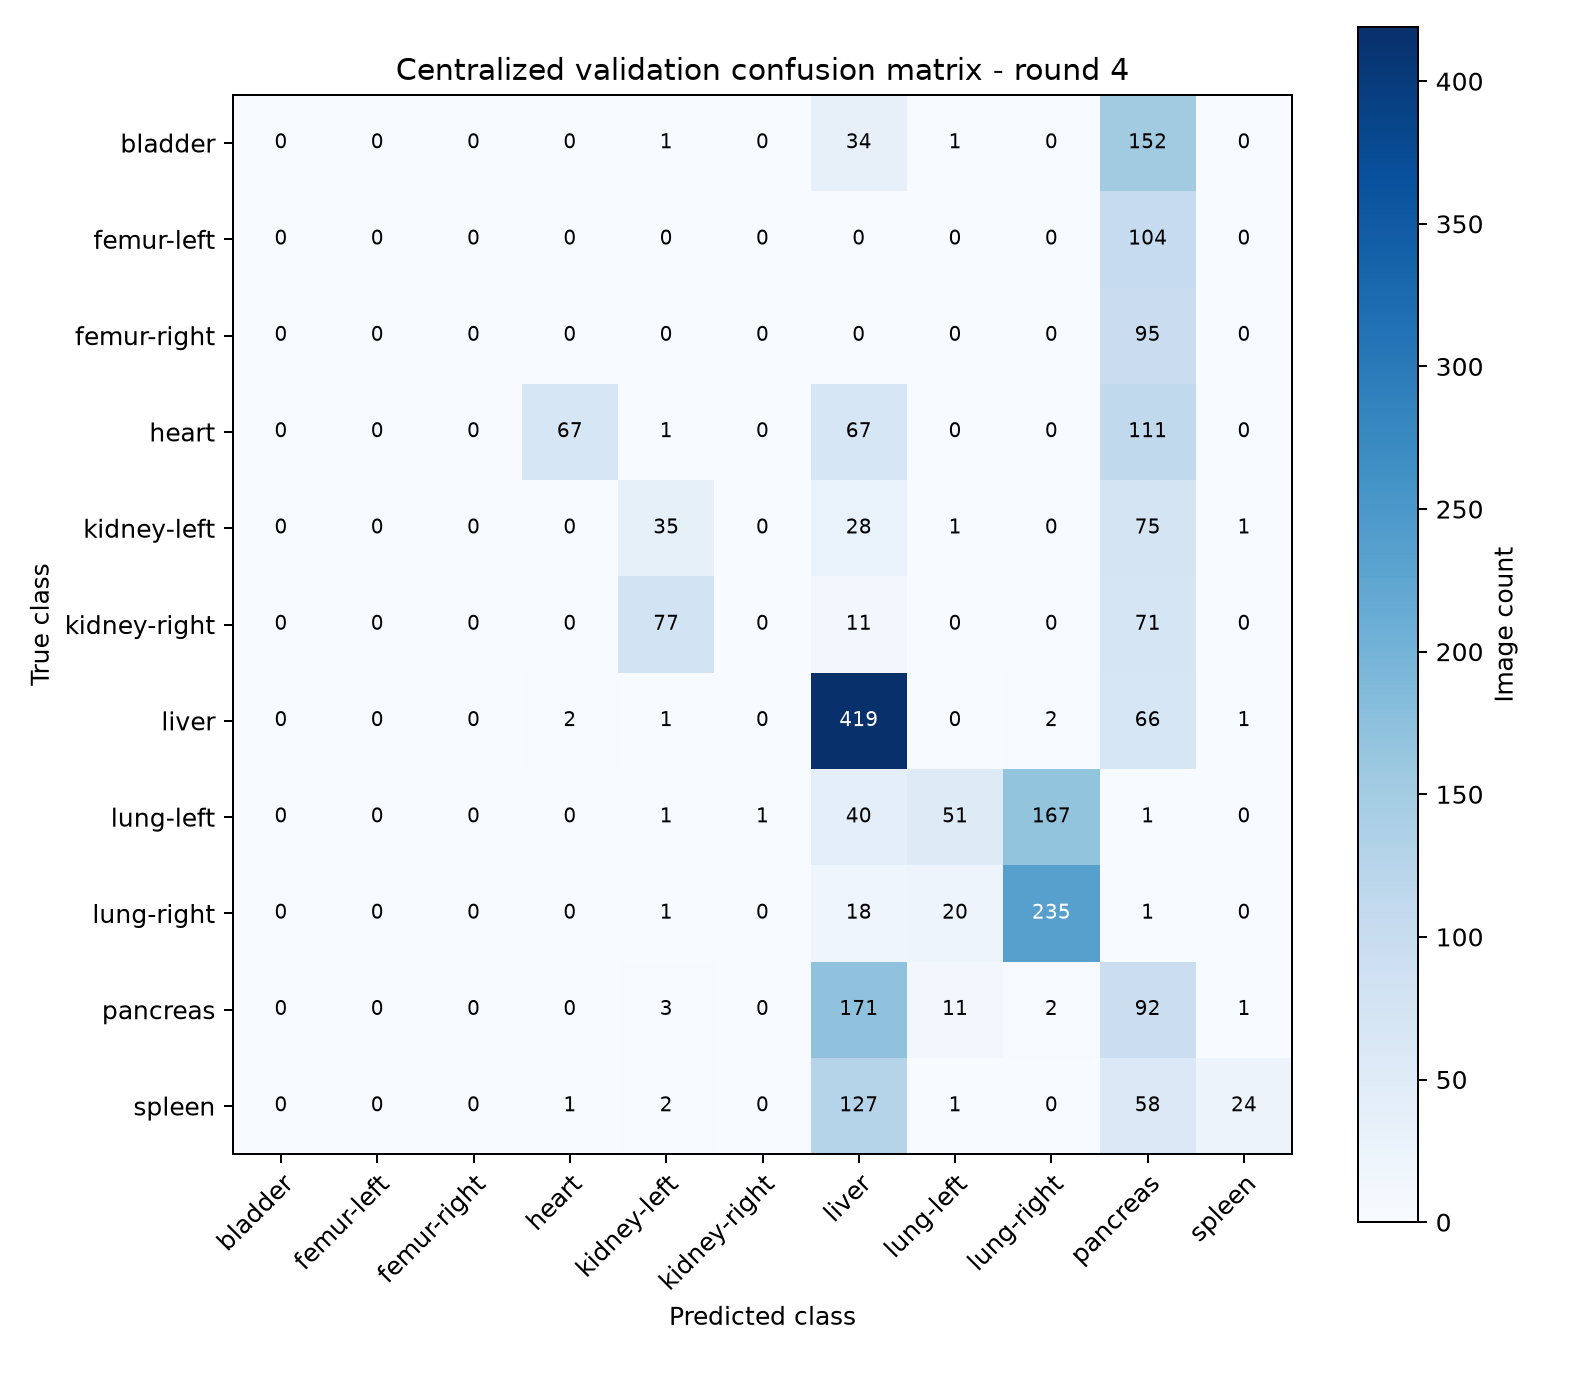 Centralized validation confusion matrix - round 4
bladder 0 0 0 0 1 0 34 1 0 152 0
femur-left 0 0 0 0 0 0 0 0 0 104 0
femur-right 0 0 0 0 0 0 0 0 0 95 0
heart 0 0 0 67 1 0 67 0 0 111 0
kidney-left 0 0 0 0 35 0 28 1 0 75 1
kidney-right 0 0 0 0 77 0 11 0 0 71 0
liver 0 0 0 2 1 0 419 0 2 66 1
lung-left 0 0 0 0 1 1 40 51 167 1 0
lung-right 0 0 0 0 1 0 18 20 235 1 0
pancreas 0 0 0 0 3 0 171 11 2 92 1
spleen 0 0 0 1 2 0 127 1 0 58 24
bladder femur-left femur-right heart kidney-left kidney-right liver lung-left lung-right pancreas spleen
Predicted class
True class
400
350
300
250
200
150
100
50
0
Image count